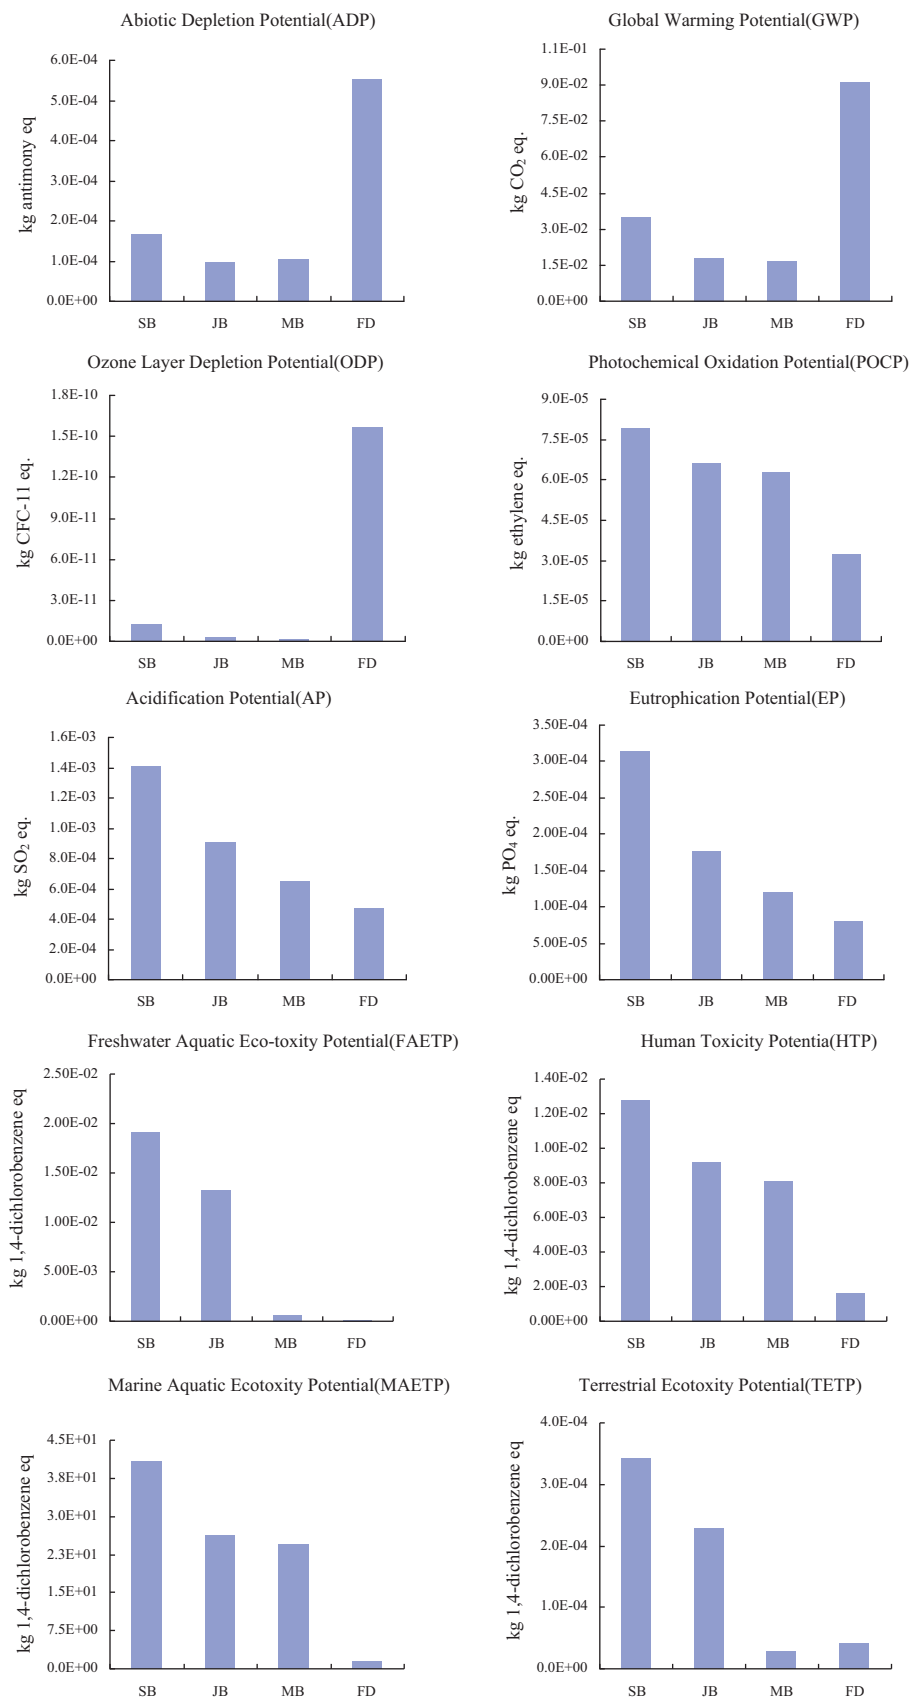 Abiotic Depletion Potential(ADP)
kg antimony eq
6.0E-04
5.0E-04
4.0E-04
3.0E-04
2.0E-04
1.0E-04
0.0E+00
SB JB MB FD
Global Warming Potential(GWP)
kg CO₂ eq.
1.1E-01
9.0E-02
7.5E-02
6.0E-02
4.5E-02
3.0E-02
1.5E-02
0.0E+00
SB JB MB FD
Ozone Layer Depletion Potential(ODP)
kg CFC-11 eq.
1.8E-10
1.5E-10
1.2E-10
9.0E-11
6.0E-11
3.0E-11
0.0E+00
SB JB MB FD
Photochemical Oxidation Potential(POCP)
kg ethylene eq.
9.0E-05
7.5E-05
6.0E-05
4.5E-05
3.0E-05
1.5E-05
0.0E+00
SB JB MB FD
Acidification Potential(AP)
kg SO₂ eq.
1.6E-03
1.4E-03
1.2E-03
1.0E-03
8.0E-04
6.0E-04
4.0E-04
2.0E-04
0.0E+00
SB JB MB FD
Eutrophication Potential(EP)
kg PO₄ eq.
3.50E-04
3.00E-04
2.50E-04
2.00E-04
1.50E-04
1.00E-04
5.00E-05
0.00E+00
SB JB MB FD
Freshwater Aquatic Eco-toxity Potential(FAETP)
kg 1,4-dichlorobenzene eq
2.50E-02
2.00E-02
1.50E-02
1.00E-02
5.00E-03
0.00E+00
SB JB MB FD
Human Toxicity Potentia(HTP)
kg 1,4-dichlorobenzene eq
1.40E-02
1.20E-02
1.00E-02
8.00E-03
6.00E-03
4.00E-03
2.00E-03
0.00E+00
SB JB MB FD
Marine Aquatic Ecotoxity Potential(MAETP)
kg 1,4-dichlorobenzene eq
4.5E+01
3.8E+01
3.0E+01
2.3E+01
1.5E+01
7.5E+00
0.0E+00
SB JB MB FD
Terrestrial Ecotoxity Potential(TETP)
kg 1,4-dichlorobenzene eq
4.0E-04
3.0E-04
2.0E-04
1.0E-04
0.0E+00
SB JB MB FD